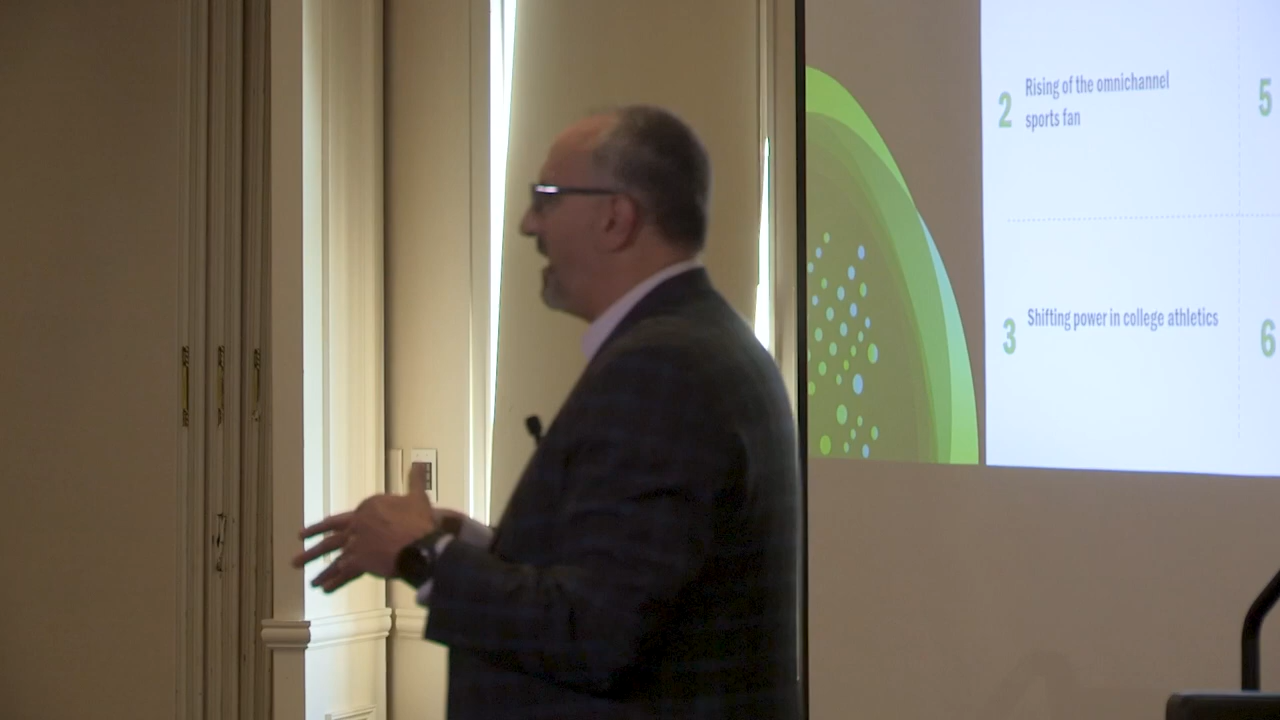 2
Rising of the omnichannel
sports fan
5
3
Shifting power in college athletics
6